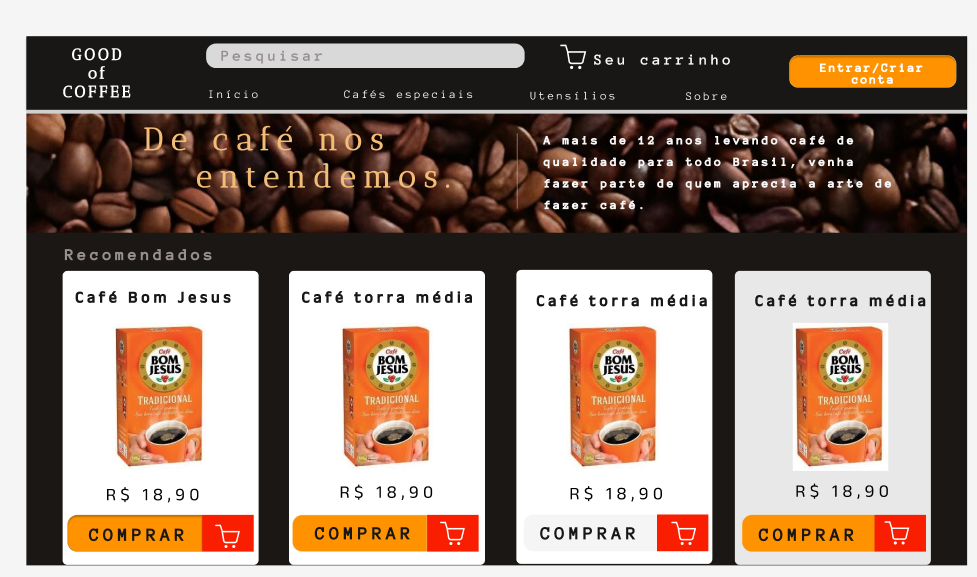 GOOD
of
COFFEE
Pesquisar
Seu carrinho
Entrar/Criar
conta
Início
Cafés especiais
Utensílios
Sobre
De café nos
entendemos.
A mais de 12 anos levando café de
qualidade para todo Brasil, venha
fazer parte de quem aprecia a arte de
fazer café.
Recomendados
Café Bom Jesus
Café
BOM
JESUS
TRADICIONAL
R$ 18,90
COMPRAR
Café torra média
Café
BOM
JESUS
TRADICIONAL
R$ 18,90
COMPRAR
Café torra média
Café
BOM
JESUS
TRADICIONAL
R$ 18,90
COMPRAR
Café torra média
Café
BOM
JESUS
TRADICIONAL
R$ 18,90
COMPRAR